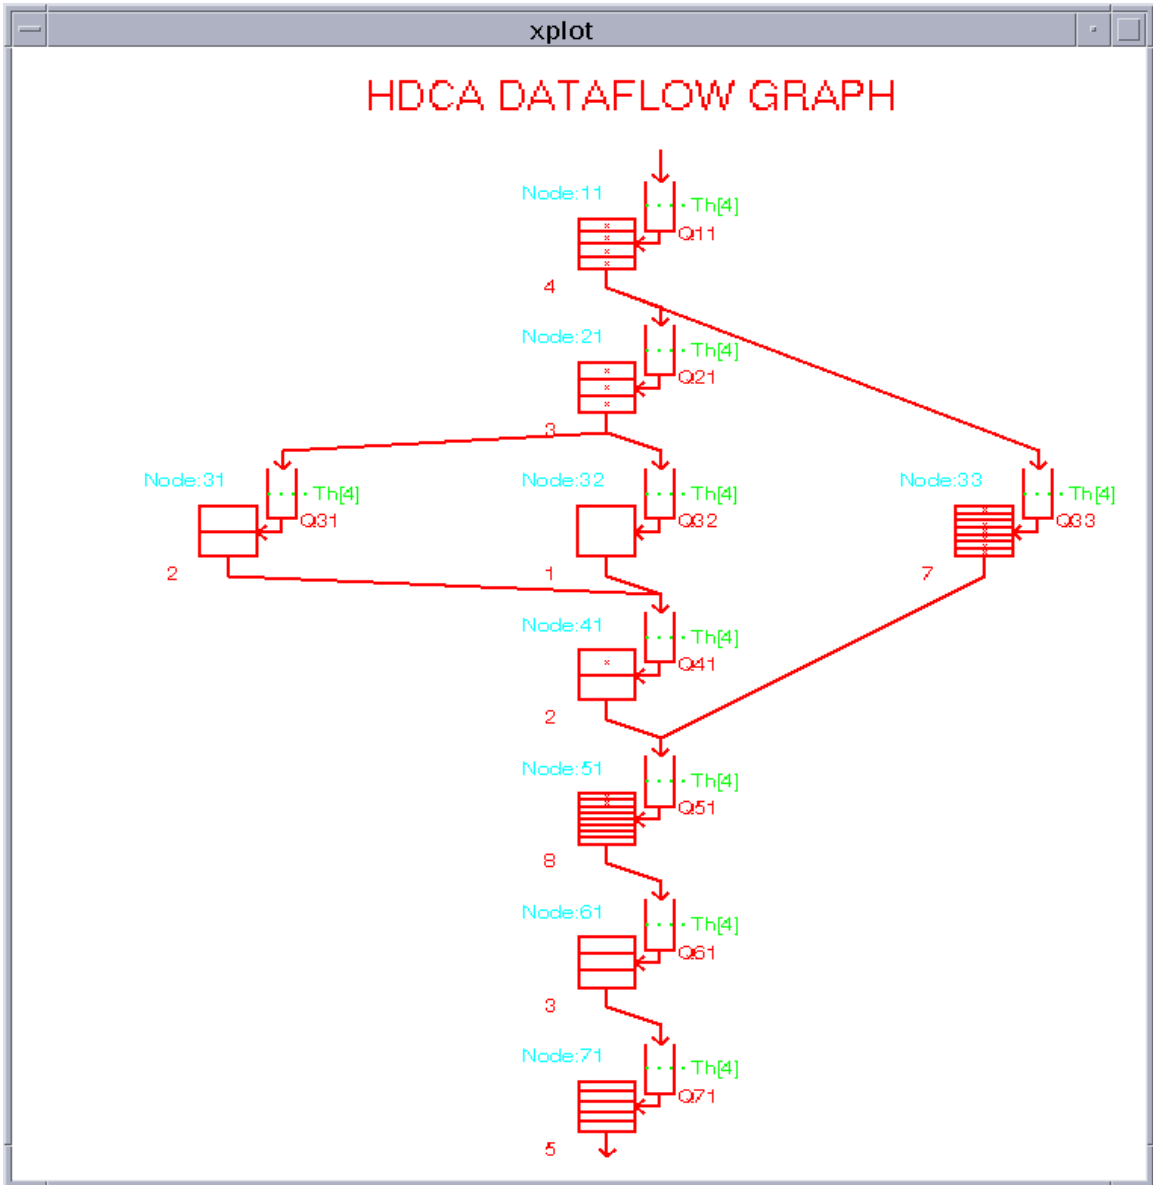 xplot
HDCA DATAFLOW GRAPH
Node:11
Th[4]
Q11
4
Node:21
Th[4]
Q21
3
Node:31
Th[4]
Q31
2
Node:32
Th[4]
Q32
1
Node:33
Th[4]
Q33
7
Node:41
Th[4]
Q41
2
Node:51
Th[4]
Q51
8
Node:61
Th[4]
Q61
3
Node:71
Th[4]
Q71
5